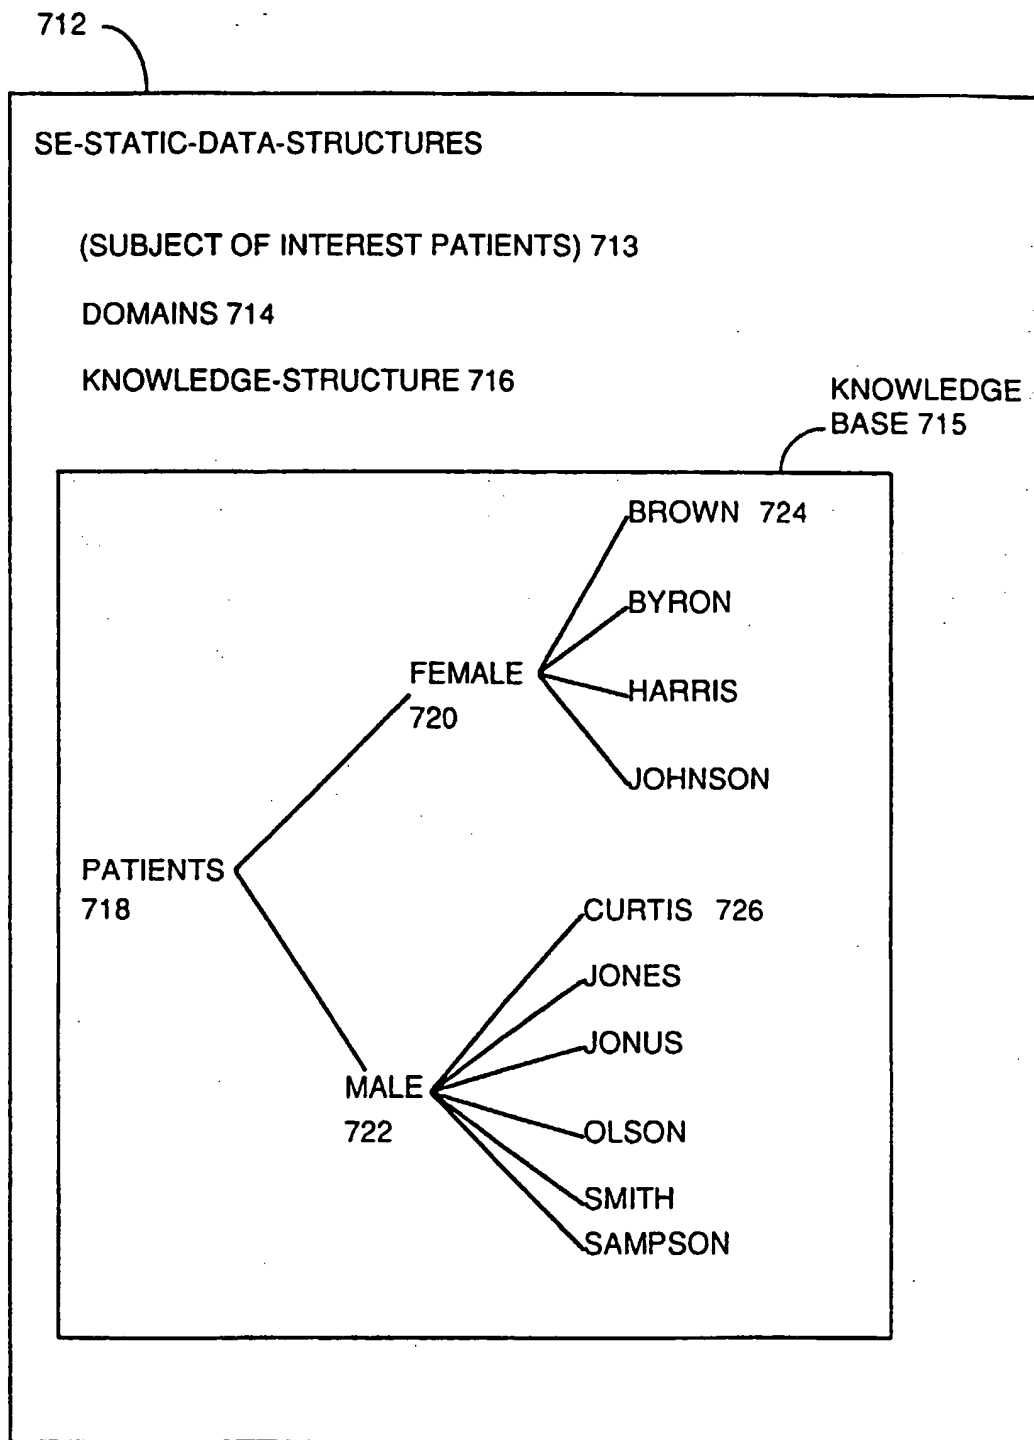 712
SE-STATIC-DATA-STRUCTURES
(SUBJECT OF INTEREST PATIENTS) 713
DOMAINS 714
KNOWLEDGE-STRUCTURE 716
KNOWLEDGE
BASE 715
BROWN 724
BYRON
FEMALE
720
HARRIS
JOHNSON
PATIENTS
718
CURTIS 726
JONES
JONUS
MALE
722
OLSON
SMITH
SAMPSON